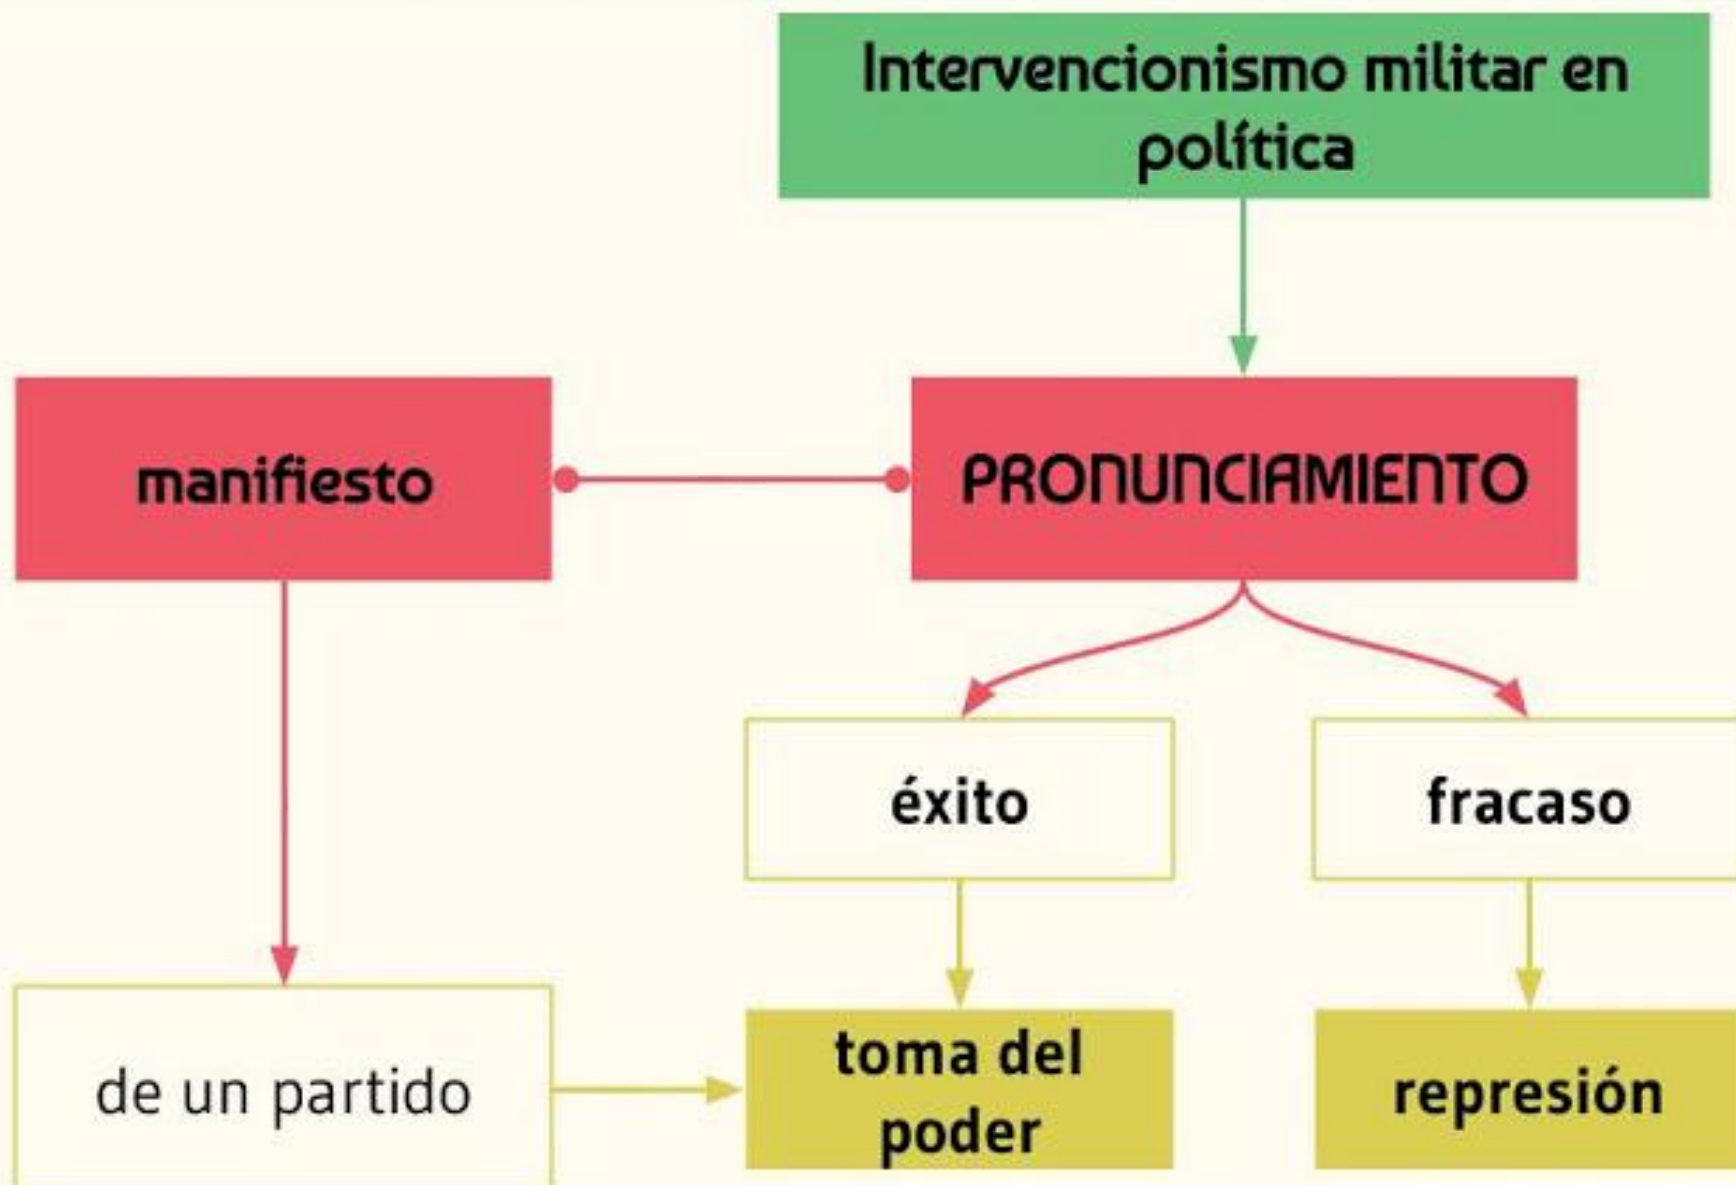 Intervencionismo militar en
política
manifiesto
PRONUNCIAMIENTO
éxito
fracaso
de un partido
toma del
poder
represión